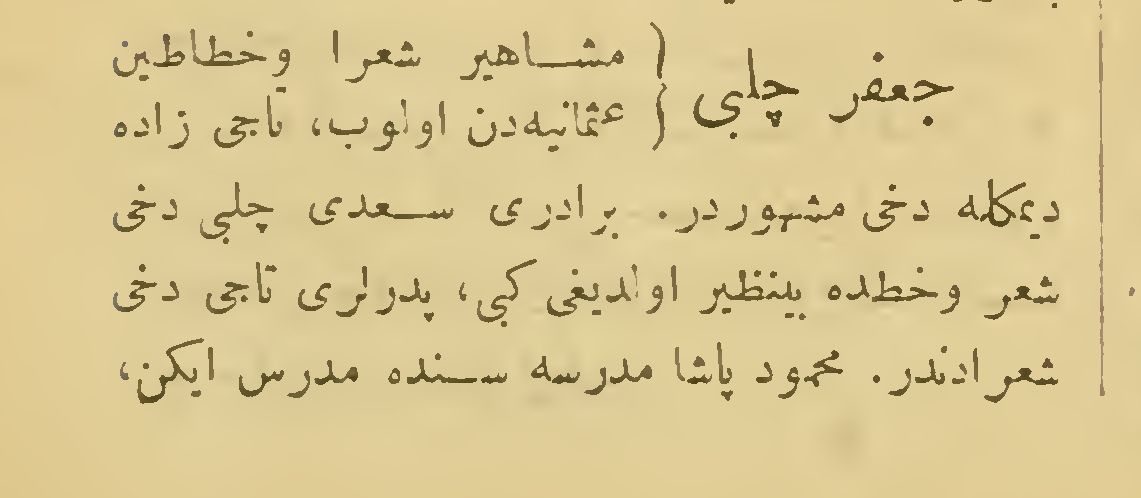 جعفر چلبی { مشاهیر شعرا وخطاطین
عثمانیه‌دن اولوب، تاجی زاده
دیمکله دخی مشهوردر. برادری سعدی چلبی دخی
شعر وخطده بینظیر اولدیغی کبی، پدرلری تاجی دخی
شعرادندر. محمود پاشا مدرسه سنده مدرس ایکن،